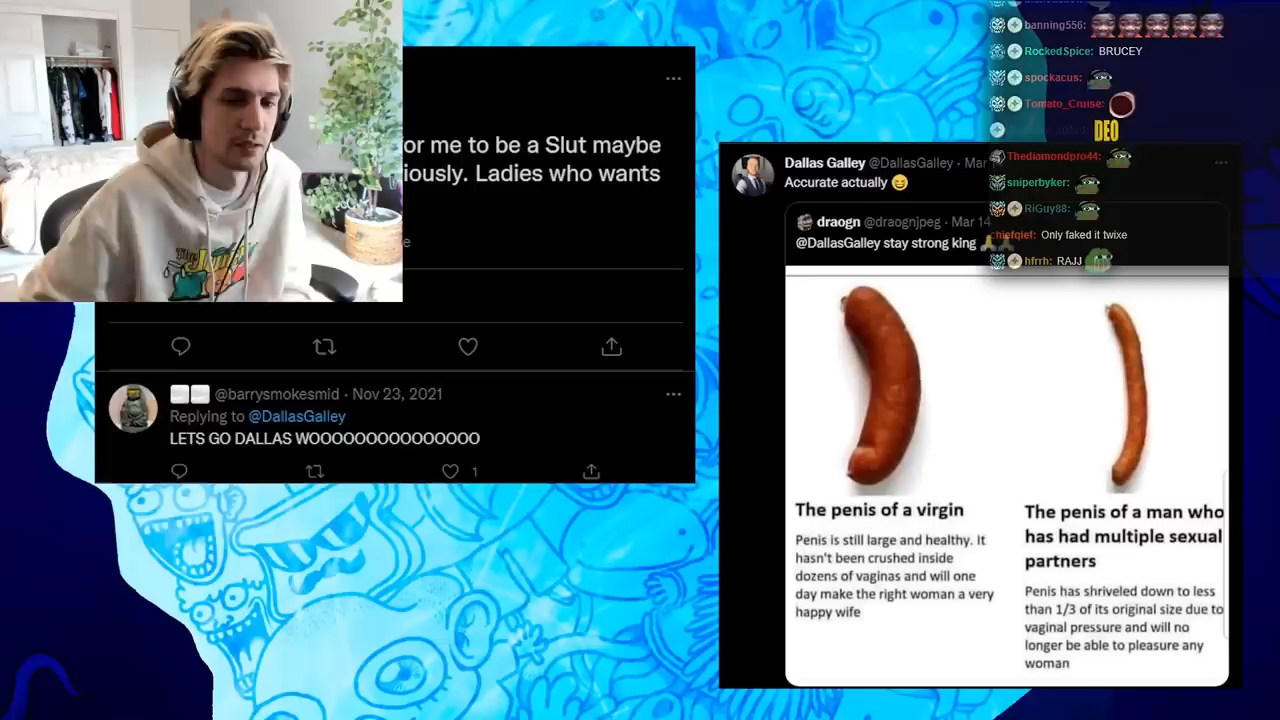 or me to be a Slut maybe
iously. Ladies who wants
e
@barrysmokesmid · Nov 23, 2021
Replying to @DallasGalley
LETS GO DALLAS WOOOOOOOOOOOOOOO
1
Dallas Galley @DallasGalley · Mar
Accurate actually
draogn @draognjpeg · Mar 14
@DallasGalley stay strong king
The penis of a virgin
Penis is still large and healthy. It
hasn't been crushed inside
dozens of vaginas and will one
day make the right woman a very
happy wife
The penis of a man who
has had multiple sexual
partners
Penis has shriveled down to less
than 1/3 of its original size due to
vaginal pressure and will no
longer be able to pleasure any
woman
banning556:
RockedSpice: BRUCEY
spockacus:
Tomato_Cruise:
DEO
Thediamondpro44:
sniperbyker:
RiGuy88:
chiefqief: Only faked it twixe
hfrrh: RAJJ